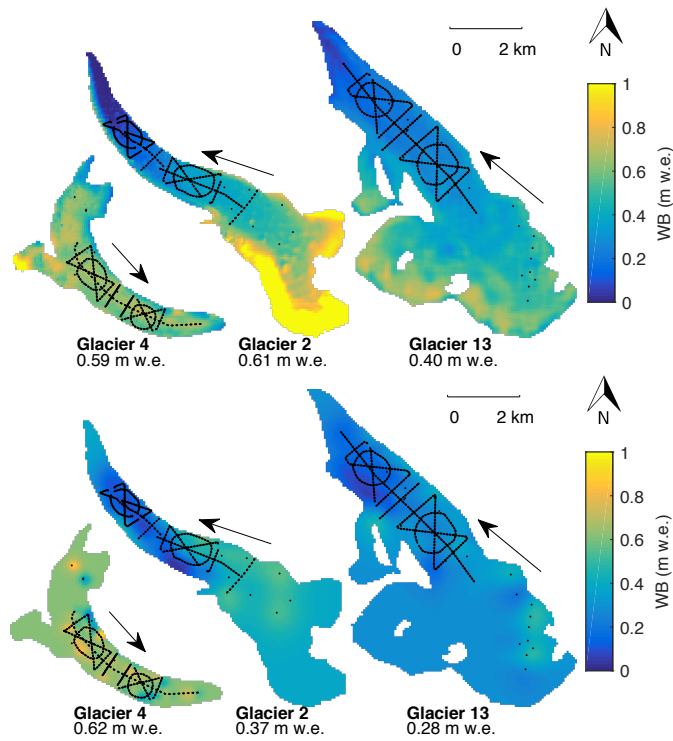 0 2 km
N
1
0.8
0.6
0.4
0.2
0
WB (m w.e.)
Glacier 4 Glacier 2 Glacier 13
0.59 m w.e. 0.61 m w.e. 0.40 m w.e.
0 2 km
N
1
0.8
0.6
0.4
0.2
0
WB (m w.e.)
Glacier 4 Glacier 2 Glacier 13
0.62 m w.e. 0.37 m w.e. 0.28 m w.e.